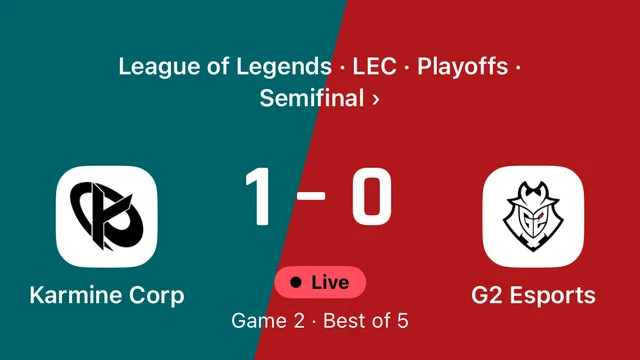 League of Legends · LEC · Playoffs ·
Semifinal ›
1 – 0
Live
Karmine Corp
G2 Esports
Game 2 · Best of 5